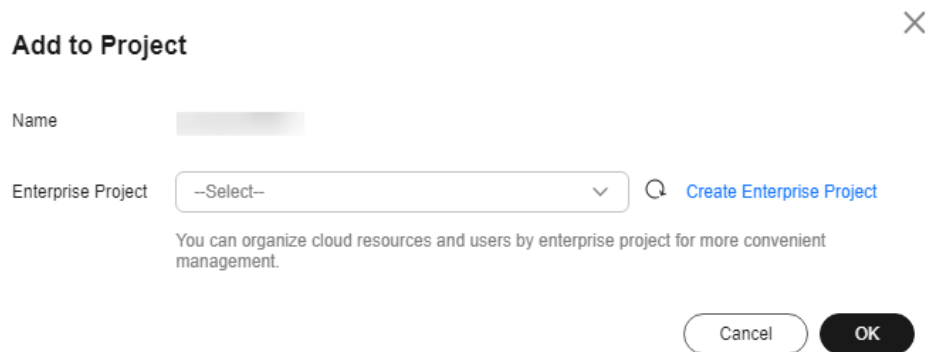 Add to Project
Name
Enterprise Project
--Select--
Create Enterprise Project
You can organize cloud resources and users by enterprise project for more convenient
management.
Cancel
OK